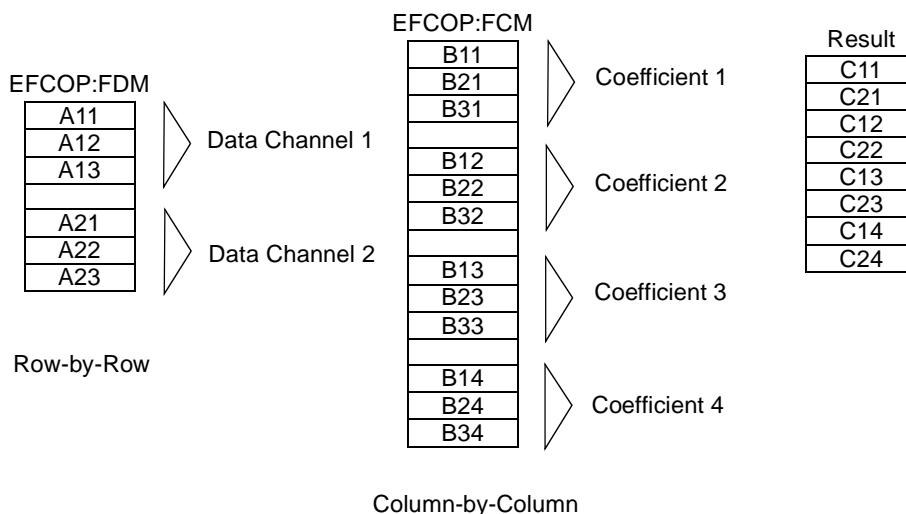 EFCOP:FDM
A11
A12
A13
A21
A22
A23
Data Channel 1
Data Channel 2
Row-by-Row
EFCOP:FCM
B11
B21
B31
B12
B22
B32
B13
B23
B33
B14
B24
B34
Coefficient 1
Coefficient 2
Coefficient 3
Coefficient 4
Column-by-Column
Result
C11
C21
C12
C22
C13
C23
C14
C24